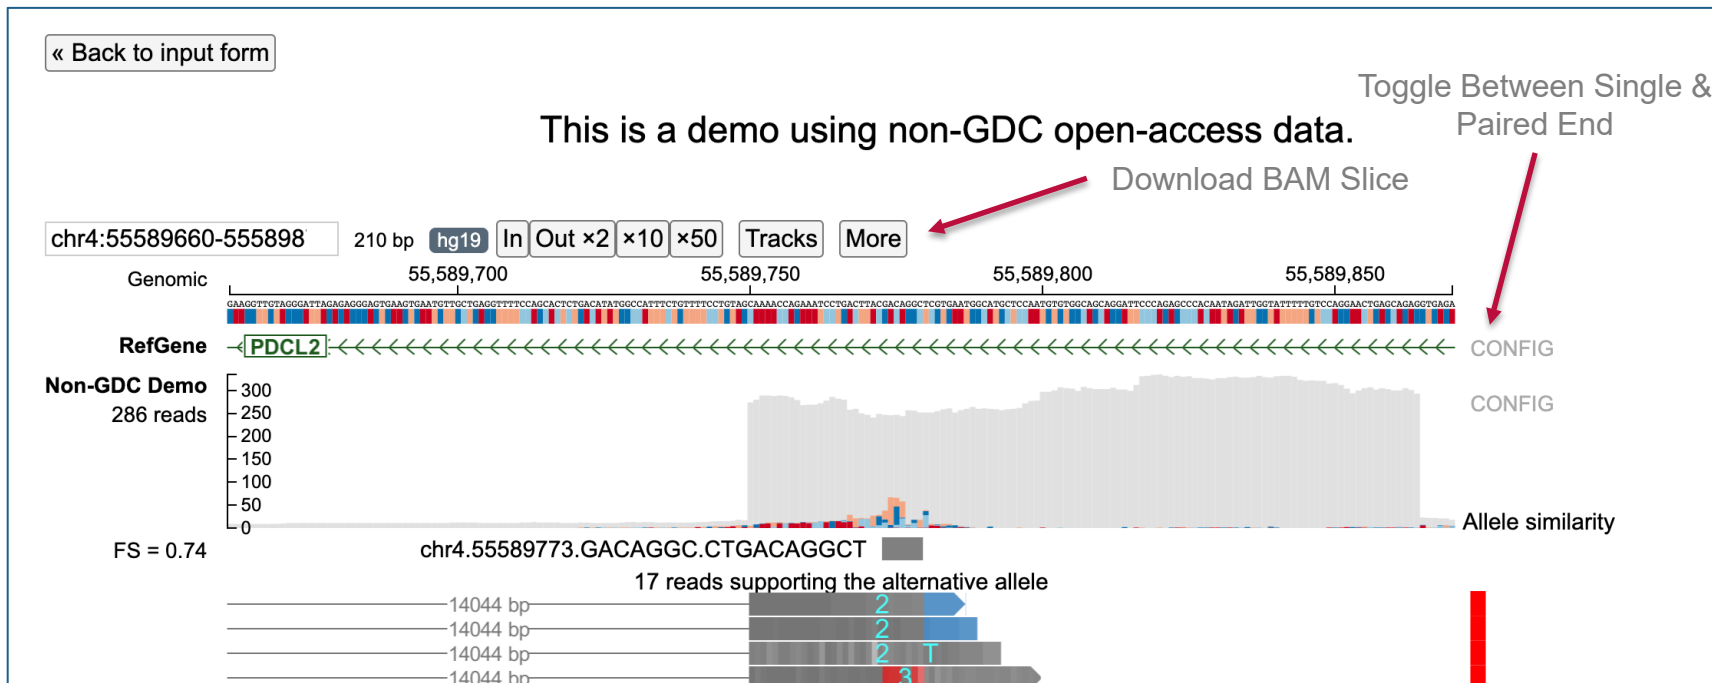 « Back to input form
Toggle Between Single &
Paired End
This is a demo using non-GDC open-access data.
Download BAM Slice
chr4:55589660-555898
210 bp
hg19
In
Out ×2
×10
×50
Tracks
More
Genomic
55,589,700
55,589,750
55,589,800
55,589,850
RefGene
PDCL2
CONFIG
Non-GDC Demo
286 reads
300
250
200
150
100
50
0
CONFIG
Allele similarity
FS = 0.74
chr4.55589773.GACAGGC.CTGACAGGCT
17 reads supporting the alternative allele
14044 bp
2
14044 bp
2
14044 bp
2
T
14044 bp
3